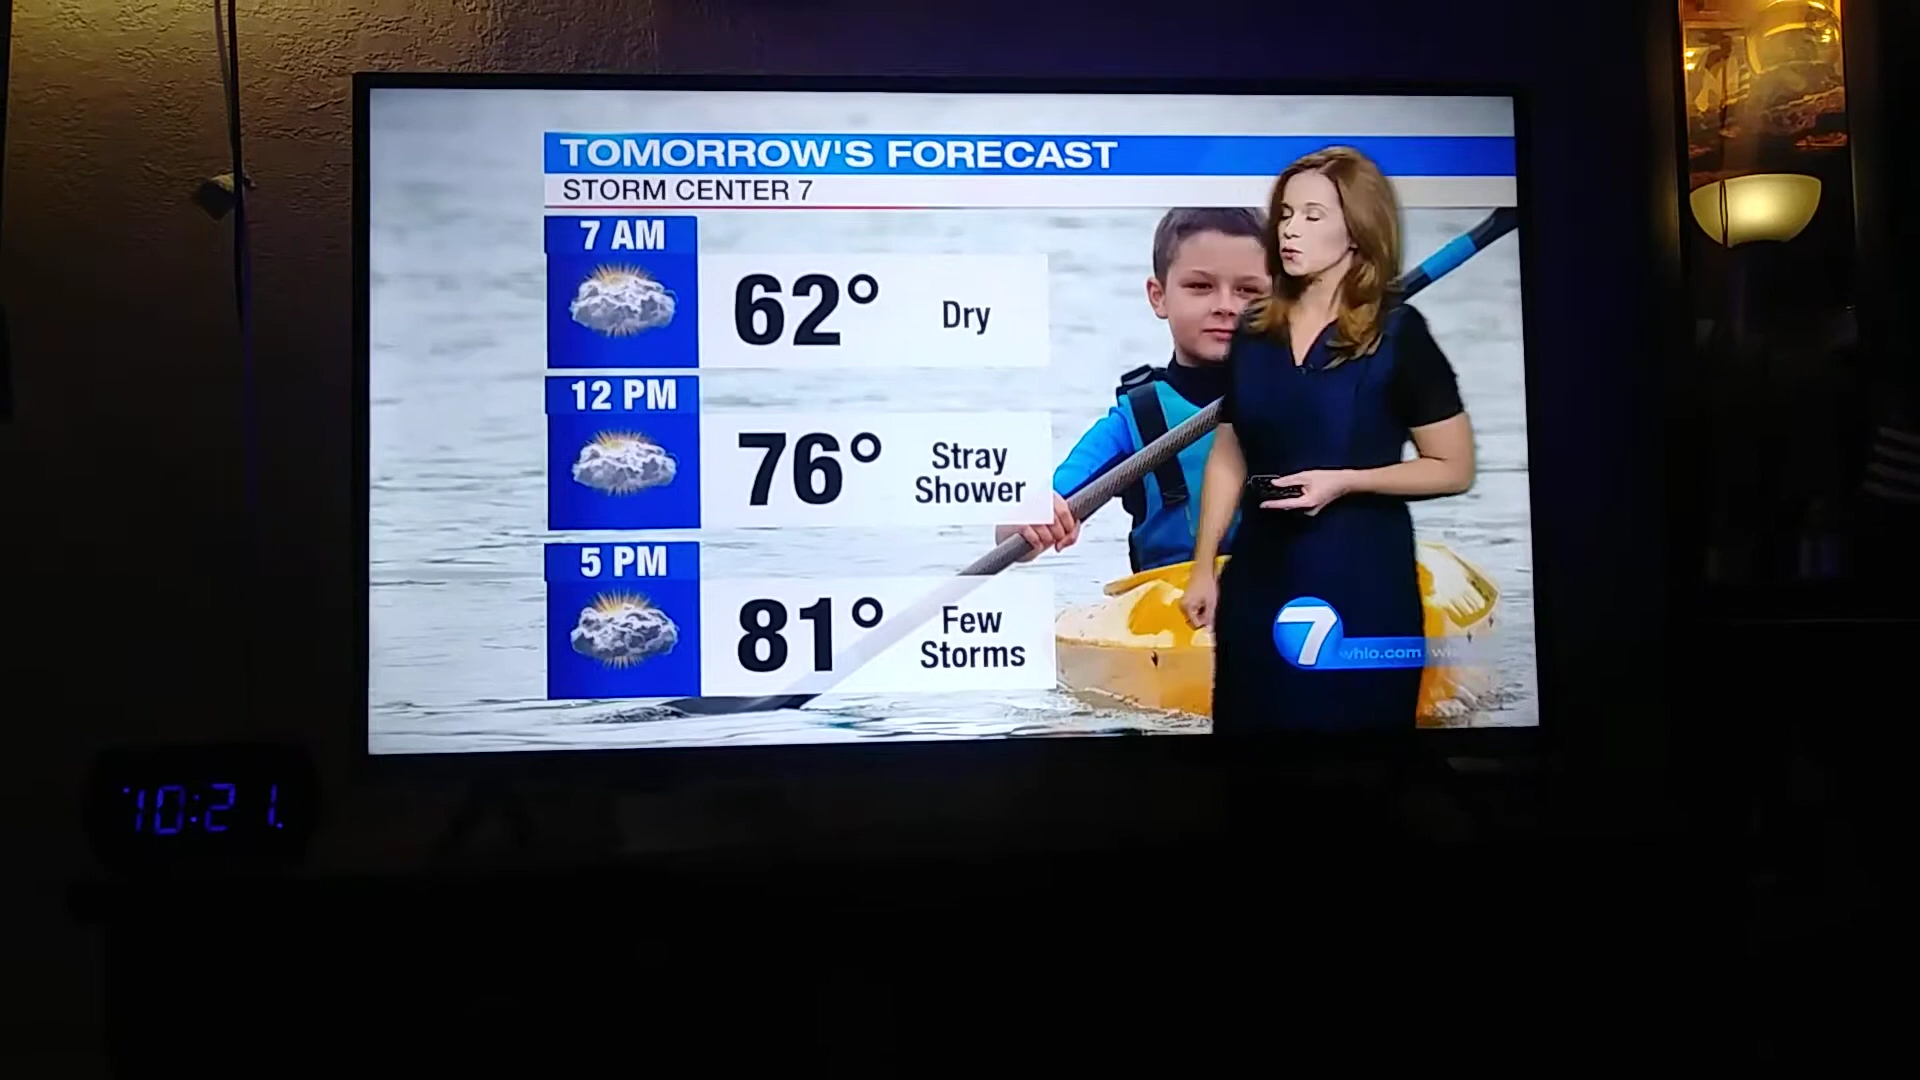 TOMORROW'S FORECAST
STORM CENTER 7
7 AM
62° Dry
12 PM
76° Stray
Shower
5 PM
81° Few
Storms
7 whio.com
10:21